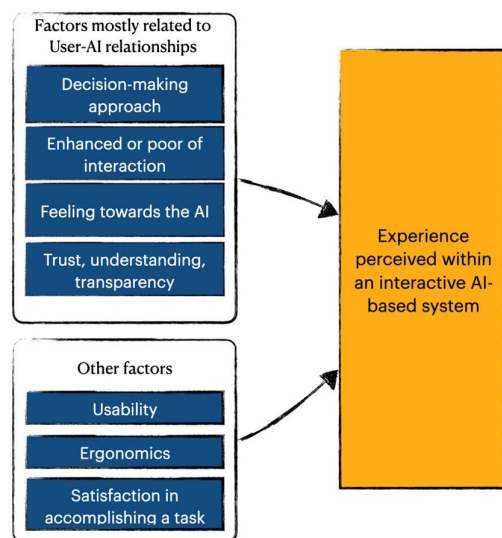 Factors mostly related to
User-AI relationships
Decision-making
approach
Enhanced or poor of
interaction
Feeling towards the AI
Trust, understanding,
transparency
Other factors
Usability
Ergonomics
Satisfaction in
accomplishing a task
Experience
perceived within
an interactive AI-
based system